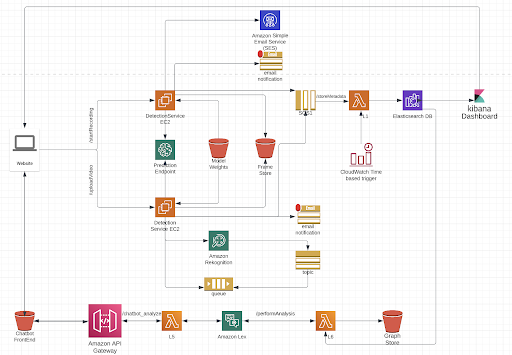 Amazon Simple
Email Service
(SES)
email
notification
/startRecording
DetectionService
EC2
SQS1
/storeMetadata
L1
Elasticsearch DB
kibana
Dashboard
Website
Prediction
Endpoint
Model
Weights
Frame
Store
CloudWatch Time
based trigger
/uploadVideo
Detection
Service EC2
email
notification
Amazon
Rekognition
topic
queue
Chatbot
FrontEnd
Amazon API
Gateway
/chatbot_analyze
L5
Amazon Lex
/performAnalysis
L6
Graph
Store